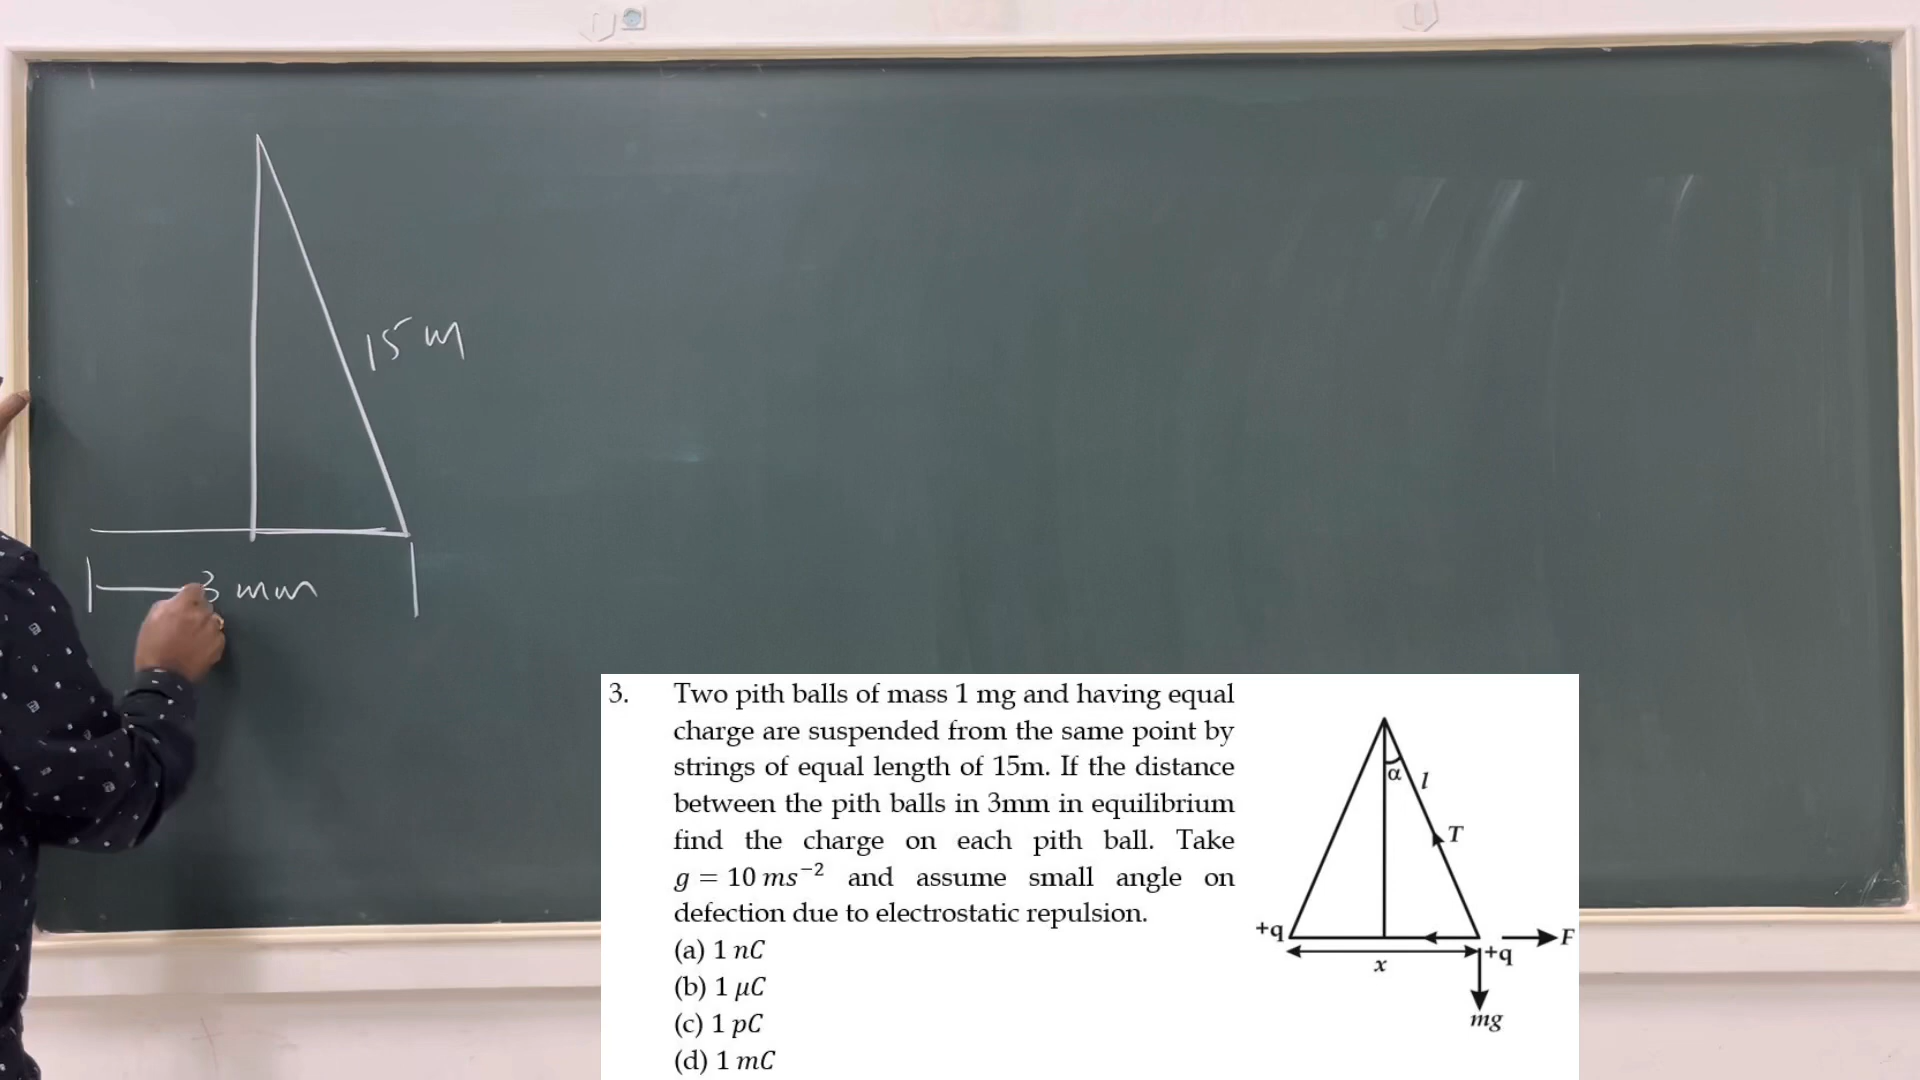 15 m
3 mm
3. Two pith balls of mass 1 mg and having equal
charge are suspended from the same point by
strings of equal length of 15m. If the distance
between the pith balls in 3mm in equilibrium
find the charge on each pith ball. Take
g = 10 ms⁻² and assume small angle on
defection due to electrostatic repulsion.
(a) 1 nC
(b) 1 μC
(c) 1 pC
(d) 1 mC
α
l
T
+q
F
+q
x
mg